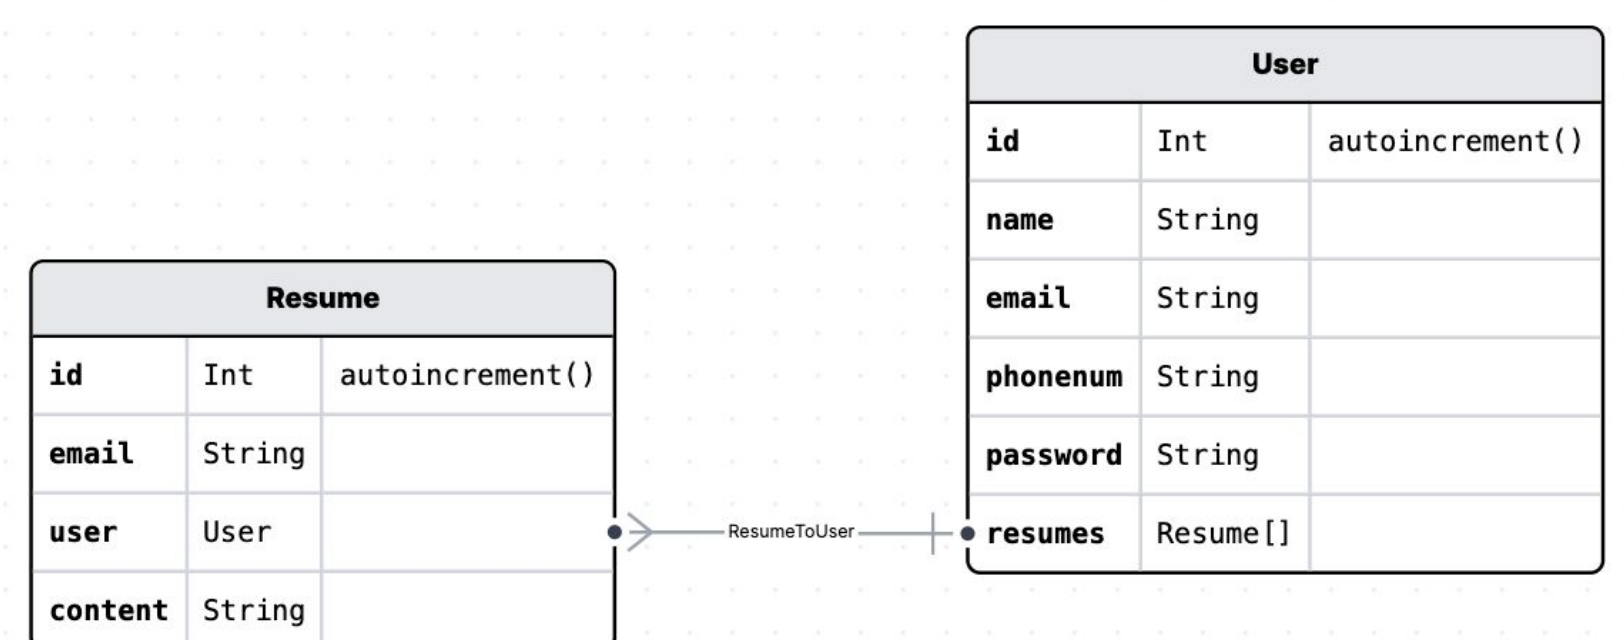 User
id Int autoincrement()
name String
email String
phonenum String
password String
resumes Resume[]
Resume
id Int autoincrement()
email String
user User
content String
ResumeToUser